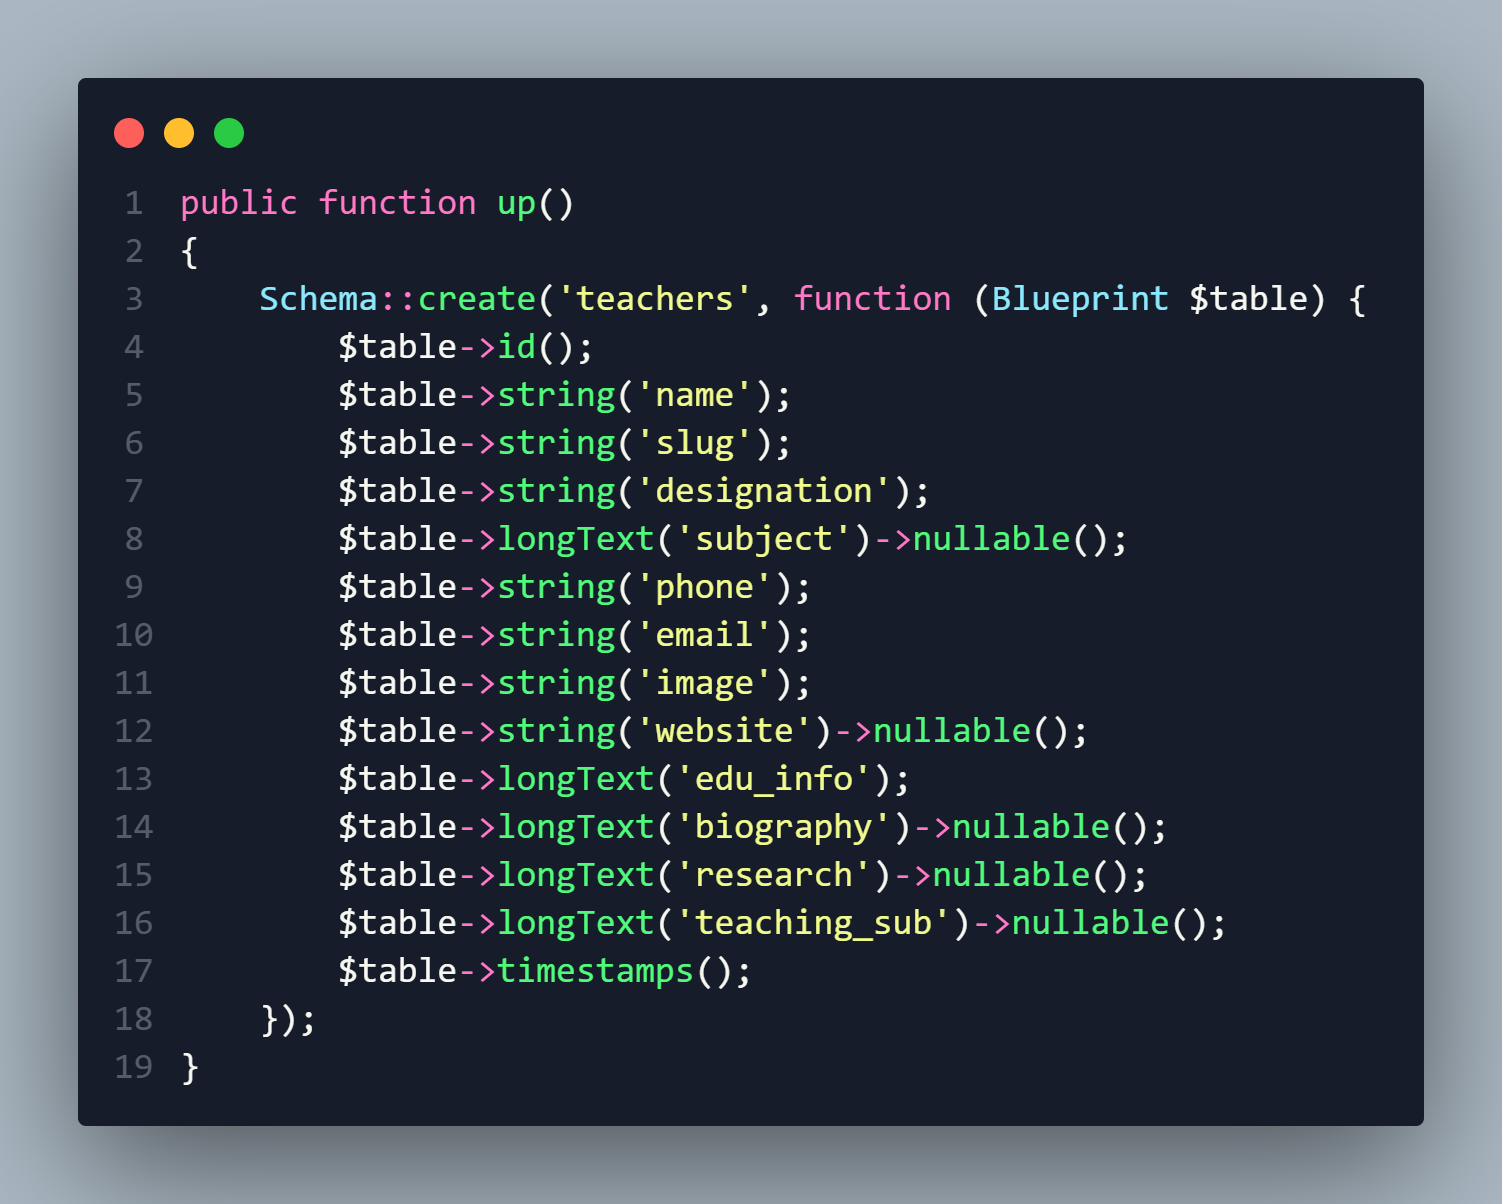 1 public function up()
2 {
3     Schema::create('teachers', function (Blueprint $table) {
4         $table->id();
5         $table->string('name');
6         $table->string('slug');
7         $table->string('designation');
8         $table->longText('subject')->nullable();
9         $table->string('phone');
10         $table->string('email');
11         $table->string('image');
12         $table->string('website')->nullable();
13         $table->longText('edu_info');
14         $table->longText('biography')->nullable();
15         $table->longText('research')->nullable();
16         $table->longText('teaching_sub')->nullable();
17         $table->timestamps();
18     });
19 }